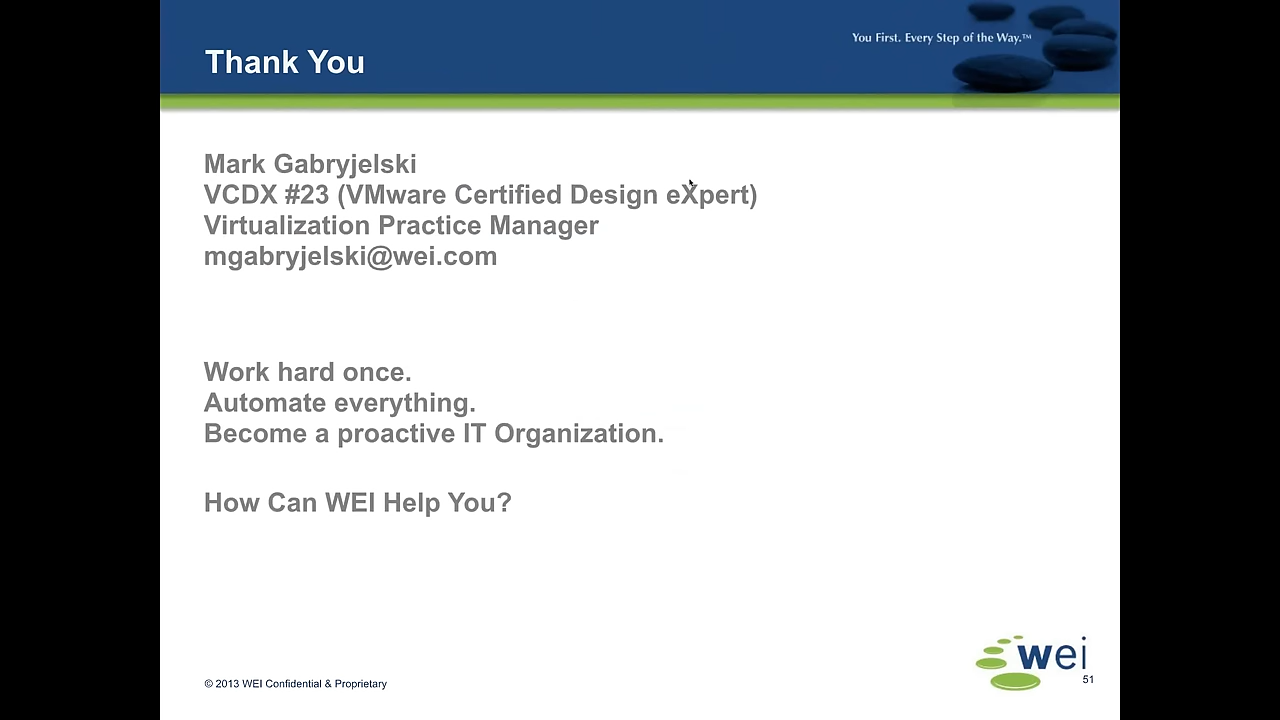 You First. Every Step of the Way.™
Thank You
Mark Gabryjelski
VCDX #23 (VMware Certified Design eXpert)
Virtualization Practice Manager
mgabryjelski@wei.com
Work hard once.
Automate everything.
Become a proactive IT Organization.
How Can WEI Help You?
wei
51
© 2013 WEI Confidential & Proprietary